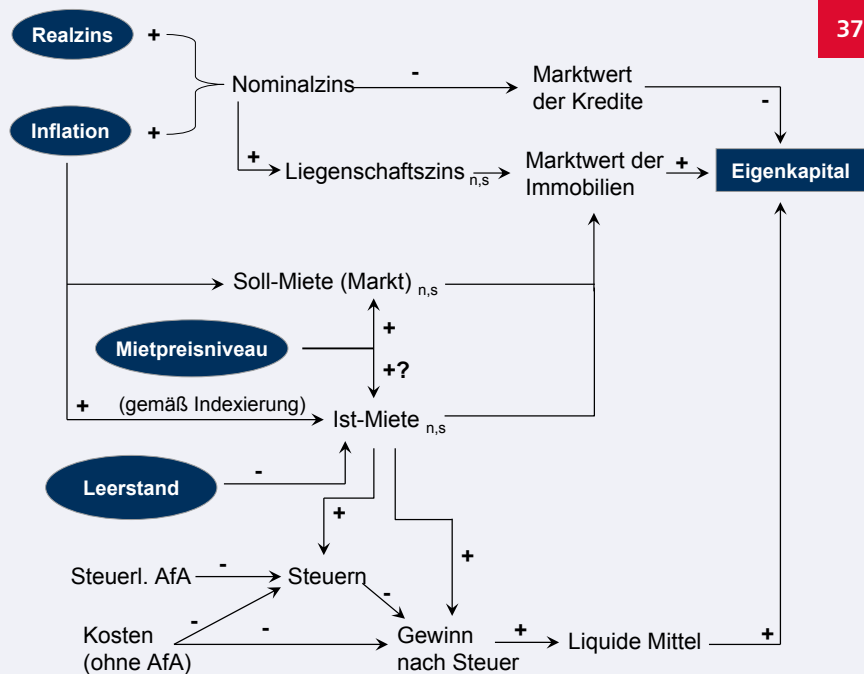 37
Realzins +
Nominalzins - Marktwert
der Kredite -
Inflation +
+ Liegenschaftszins n,s Marktwert der
Immobilien + Eigenkapital
Soll-Miete (Markt) n,s
+
Mietpreisniveau
+?
+ (gemäß Indexierung) Ist-Miete n,s
Leerstand -
+
+
Steuerl. AfA - Steuern
-
-
Kosten
(ohne AfA) - Gewinn
nach Steuer + Liquide Mittel +